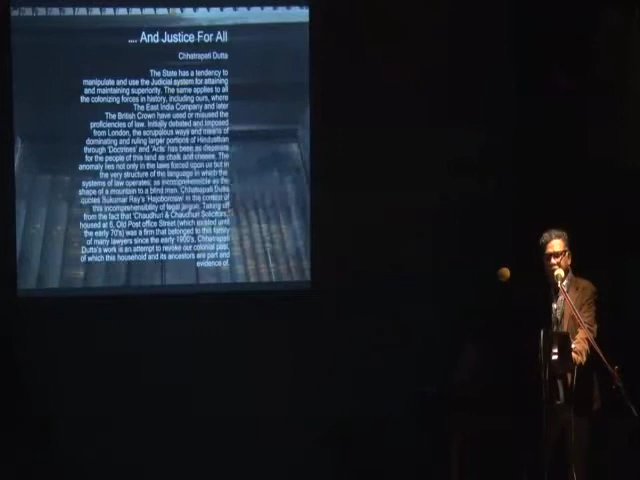 .... And Justice For All
Chhatrapati Dutta
The State has a tendency to
manipulate and use the Judicial system for attaining
and maintaining superiority. The same applies to all
the colonizing forces in history, including ours, where
The East India Company and later
The British Crown have used or misused the
proficiencies of law. Initially debated and imposed
from London, the scrupulous ways and means of
dominating and ruling larger portions of Hindusthan
through 'Doctrines' and 'Acts' has been as disparate
for the people of this land as chalk and cheese. The
anomaly lies not only in the laws forced upon us but in
the very structure of the language in which the
systems of law operates; as incomprehensible as the
shape of a mountain to a blind man. Chhatrapati Dutta
quotes Sukumar Ray's 'Hajoborolaw' in the context of
this incomprehensibility of legal jargon. Taking off
from the fact that 'Chaudhuri & Chaudhuri Solicitors,
housed at 6, Old Post office Street (which existed until
the early 70's) was a firm that belonged to this family
of many lawyers since the early 1900's, Chhatrapati
Dutta's work is an attempt to revoke our colonial past,
of which this household and its ancestors are part and
evidence of.